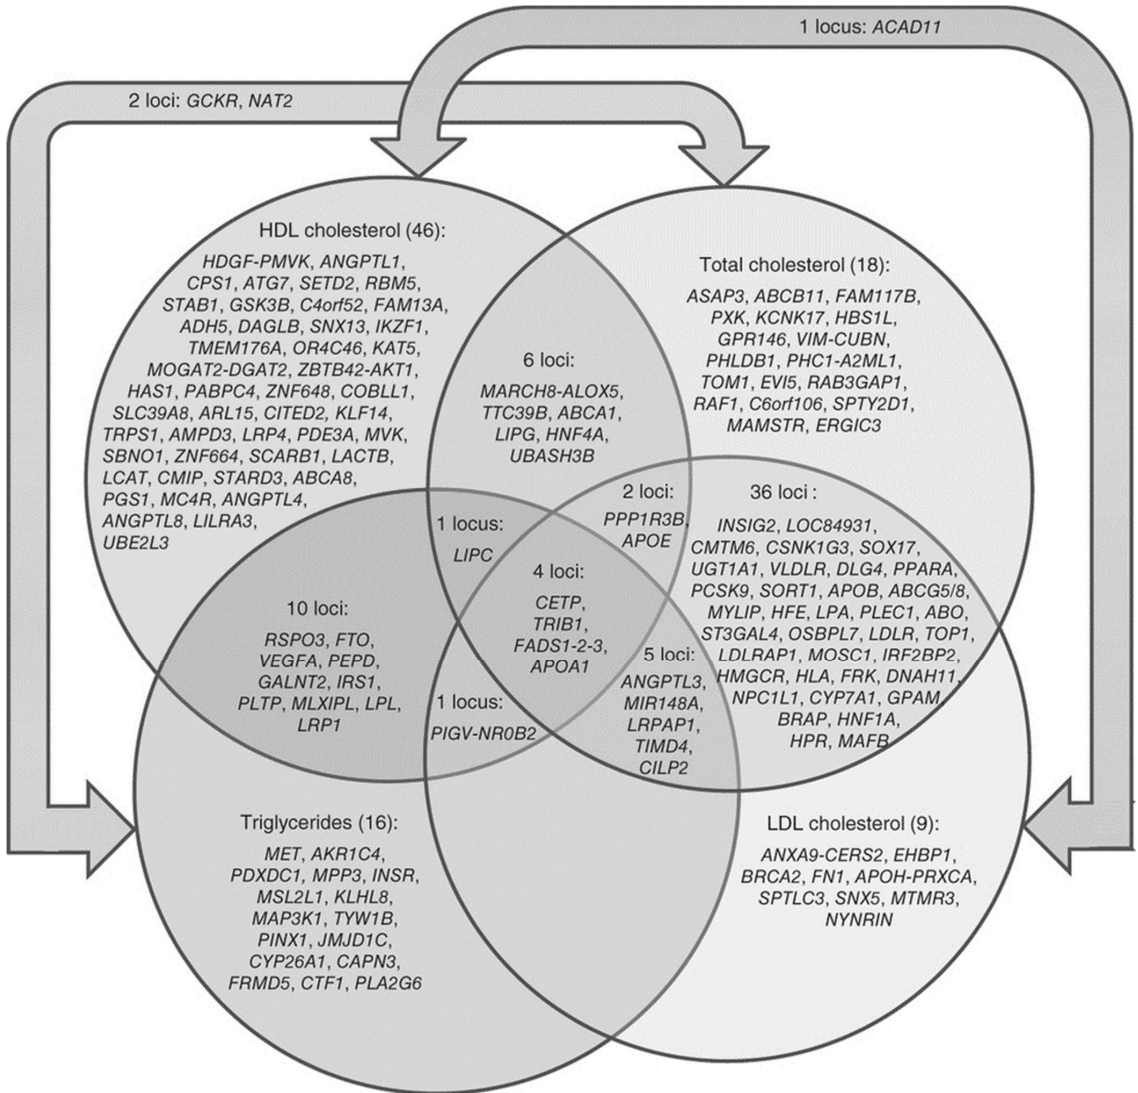 1 locus: ACAD11
2 loci: GCKR, NAT2
HDL cholesterol (46):
HDGF-PMVK, ANGPTL1,
CPS1, ATG7, SETD2, RBM5,
STAB1, GSK3B, C4orf52, FAM13A,
ADH5, DAGLB, SNX13, IKZF1,
TMEM176A, OR4C46, KAT5,
MOGAT2-DGAT2, ZBTB42-AKT1,
HAS1, PABPC4, ZNF648, COBLL1,
SLC39A8, ARL15, CITED2, KLF14,
TRPS1, AMPD3, LRP4, PDE3A, MVK,
SBNO1, ZNF664, SCARB1, LACTB,
LCAT, CMIP, STARD3, ABCA8,
PGS1, MC4R, ANGPTL4,
ANGPTL8, LILRA3,
UBE2L3
Total cholesterol (18):
ASAP3, ABCB11, FAM117B,
PXK, KCNK17, HBS1L,
GPR146, VIM-CUBN,
PHLDB1, PHC1-A2ML1,
TOM1, EVI5, RAB3GAP1,
RAF1, C6orf106, SPTY2D1,
MAMSTR, ERGIC3
6 loci:
MARCH8-ALOX5,
TTC39B, ABCA1,
LIPG, HNF4A,
UBASH3B
2 loci:
PPP1R3B,
APOE
36 loci :
INSIG2, LOC84931,
CMTM6, CSNK1G3, SOX17,
UGT1A1, VLDLR, DLG4, PPARA,
PCSK9, SORT1, APOB, ABCG5/8,
MYLIP, HFE, LPA, PLEC1, ABO,
ST3GAL4, OSBPL7, LDLR, TOP1,
LDLRAP1, MOSC1, IRF2BP2,
HMGCR, HLA, FRK, DNAH11,
NPC1L1, CYP7A1, GPAM,
BRAP, HNF1A,
HPR, MAFB
1 locus:
LIPC
4 loci:
CETP,
TRIB1,
FADS1-2-3,
APOA1
10 loci:
RSPO3, FTO,
VEGFA, PEPD,
GALNT2, IRS1,
PLTP, MLXIPL, LPL,
LRP1
5 loci:
ANGPTL3,
MIR148A,
LRPAP1,
TIMD4,
CILP2
1 locus:
PIGV-NR0B2
Triglycerides (16):
MET, AKR1C4,
PDXDC1, MPP3, INSR,
MSL2L1, KLHL8,
MAP3K1, TYW1B,
PINX1, JMJD1C,
CYP26A1, CAPN3,
FRMD5, CTF1, PLA2G6
LDL cholesterol (9):
ANXA9-CERS2, EHBP1,
BRCA2, FN1, APOH-PRXCA,
SPTLC3, SNX5, MTMR3,
NYNRIN